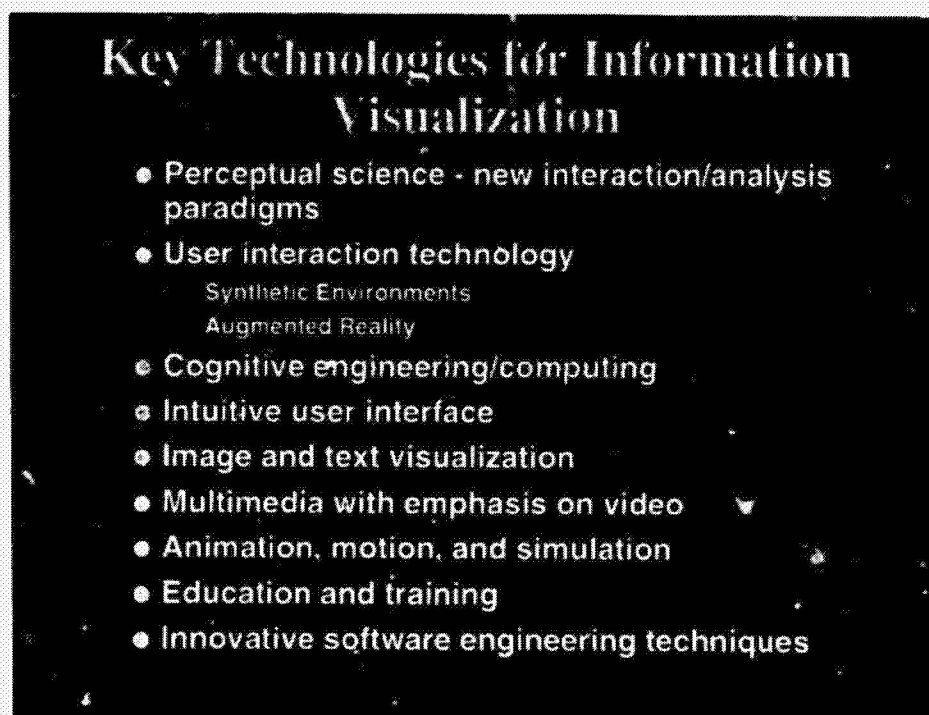 Key Technologies for Information
Visualization
● Perceptual science - new interaction/analysis
paradigms
● User interaction technology
Synthetic Environments
Augmented Reality
● Cognitive engineering/computing
● Intuitive user interface
● Image and text visualization
● Multimedia with emphasis on video
● Animation, motion, and simulation
● Education and training
● Innovative software engineering techniques